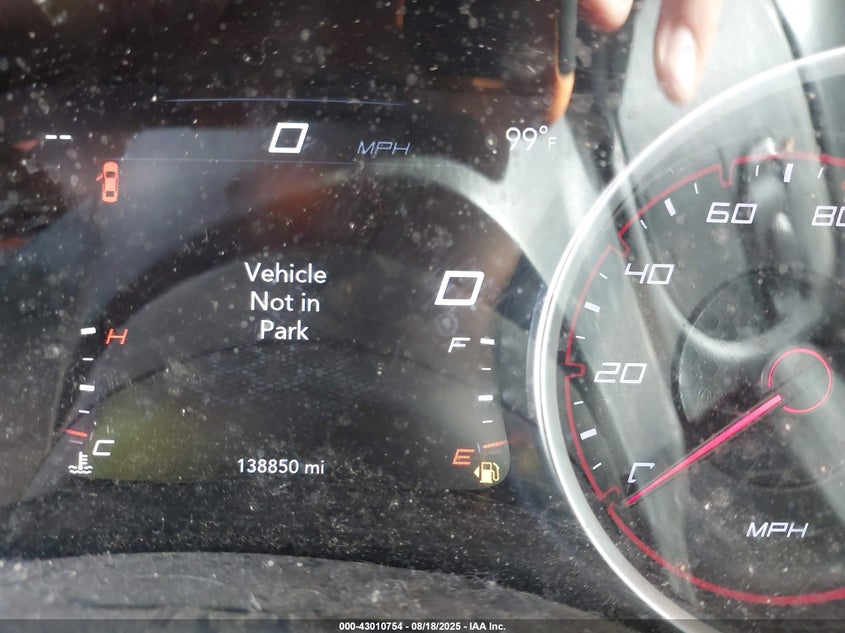 --
0 MPH
99°F
Vehicle
Not in
Park
0
H
F
C
E
138850 mi
20
40
60
80
MPH
000-43010754 - 08/18/2025 - IAA Inc.